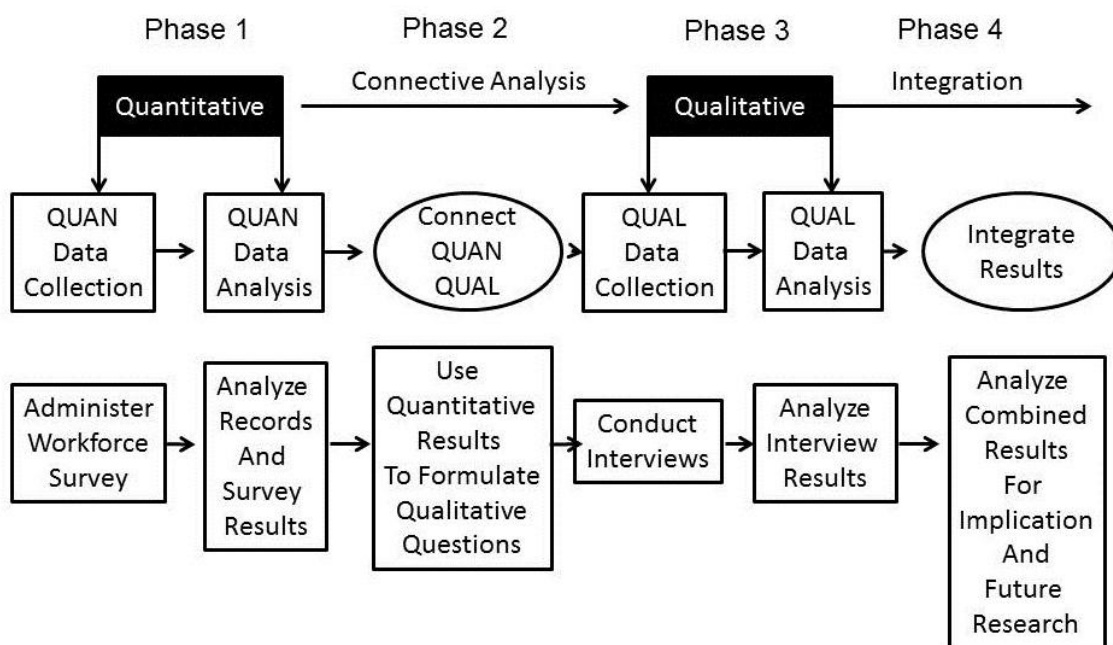 Phase 1
Phase 2
Phase 3
Phase 4
Connective Analysis
Integration
Quantitative
Qualitative
QUAN
Data
Collection
QUAN
Data
Analysis
Connect
QUAN
QUAL
QUAL
Data
Collection
QUAL
Data
Analysis
Integrate
Results
Administer
Workforce
Survey
Analyze
Records
And
Survey
Results
Use
Quantitative
Results
To Formulate
Qualitative
Questions
Conduct
Interviews
Analyze
Interview
Results
Analyze
Combined
Results
For
Implication
And
Future
Research